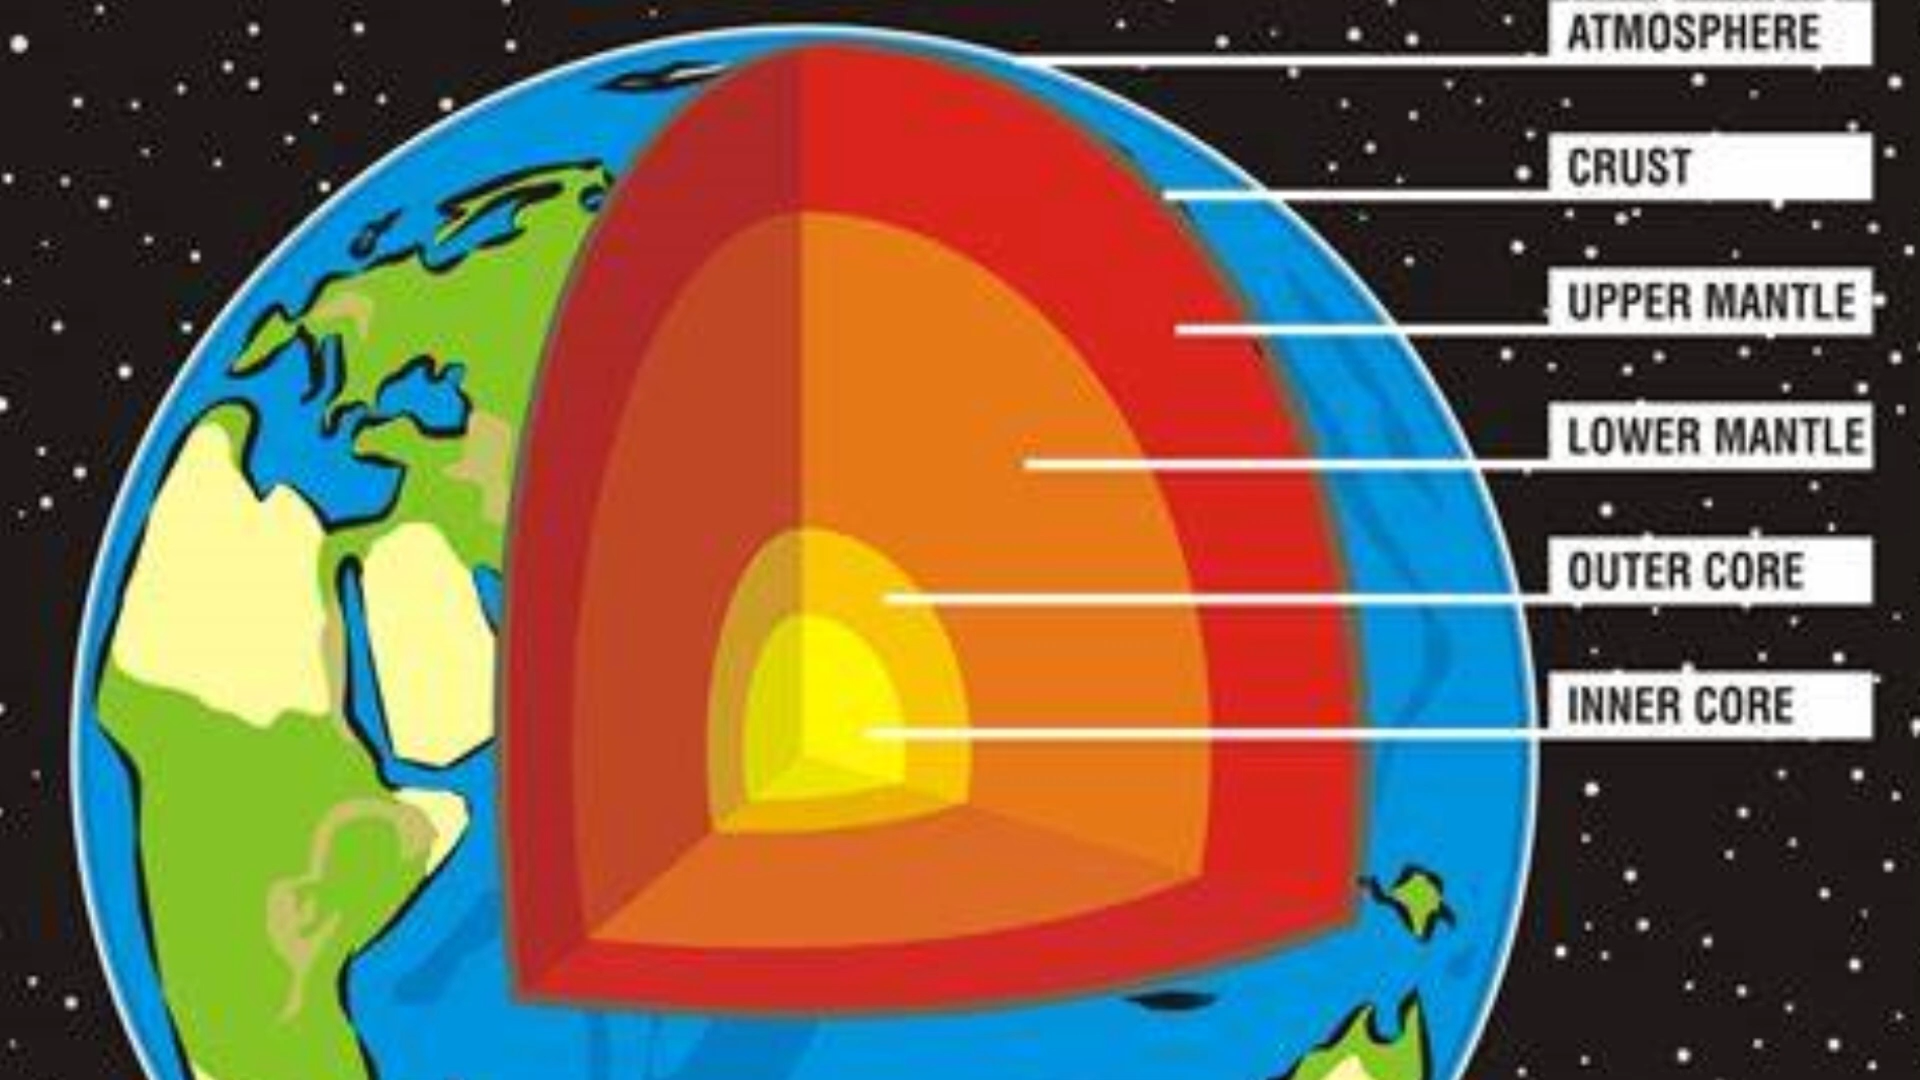 ATMOSPHERE
CRUST
UPPER MANTLE
LOWER MANTLE
OUTER CORE
INNER CORE